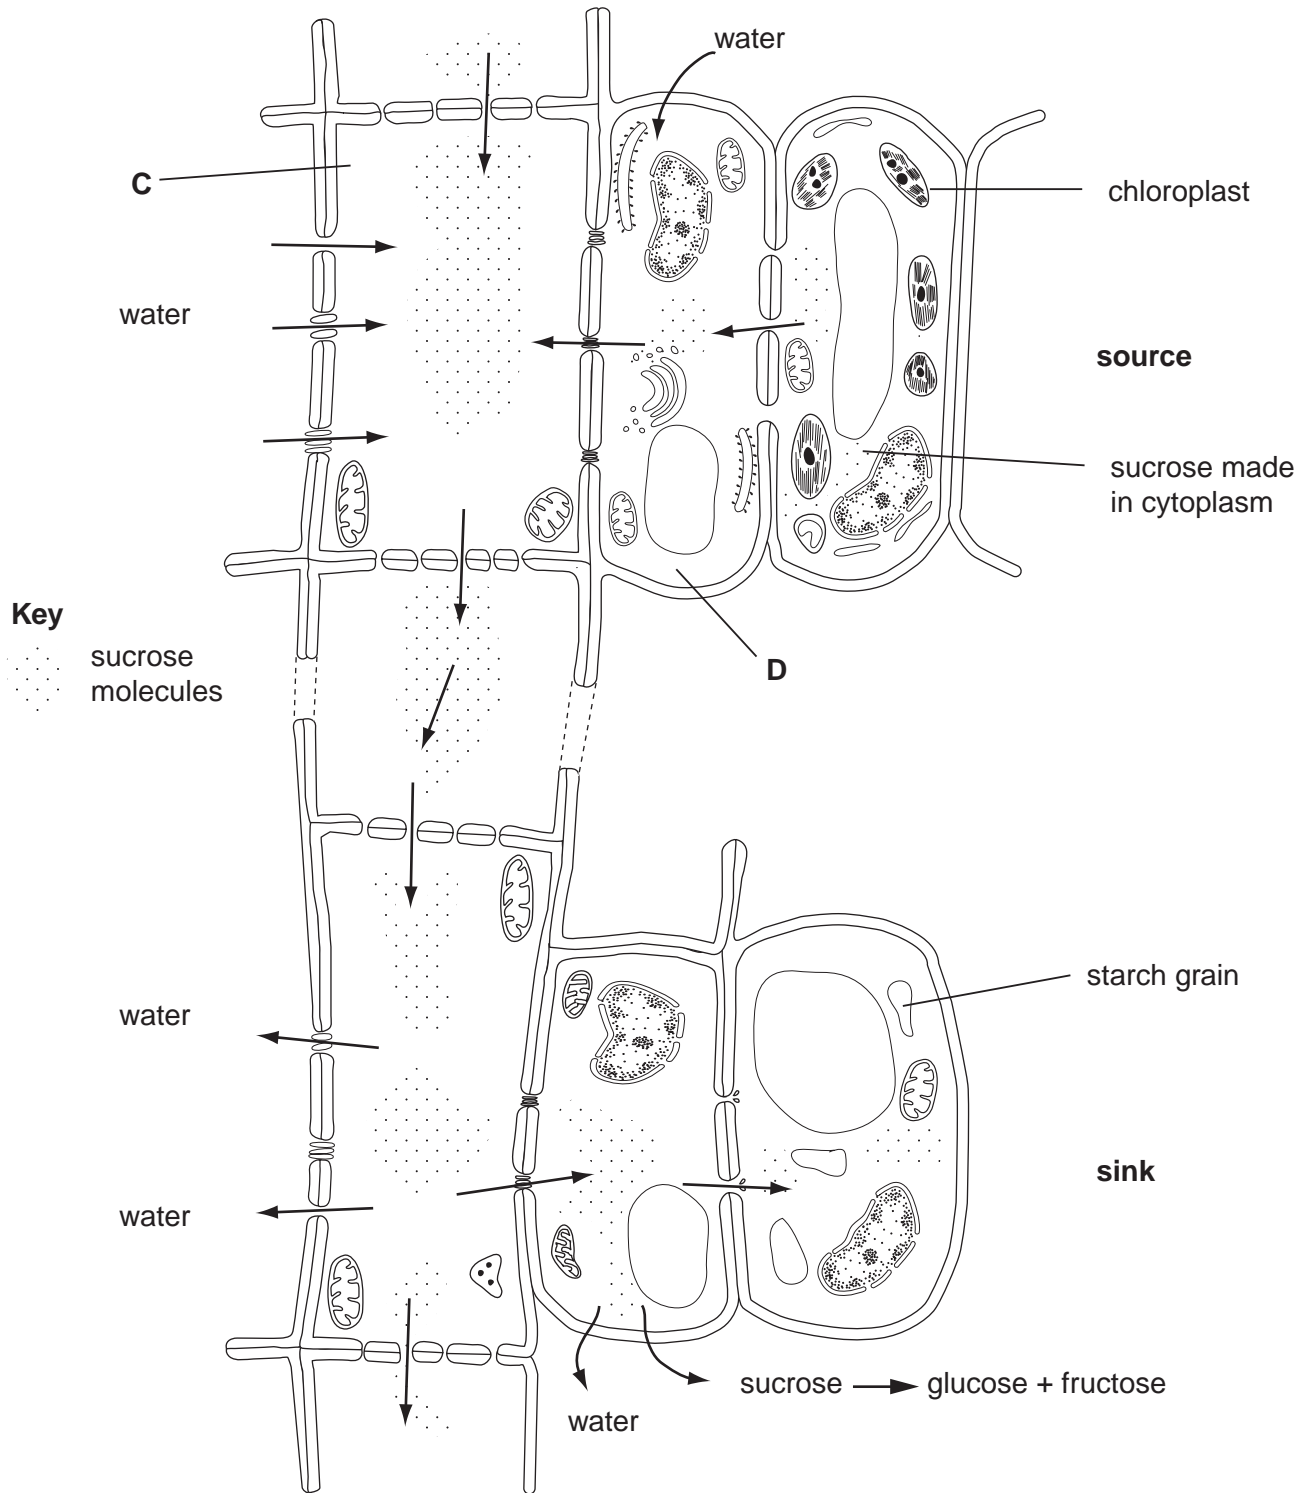 water
C
chloroplast
water
source
sucrose made
in cytoplasm
Key
sucrose
molecules
D
starch grain
water
sink
water
sucrose → glucose + fructose
water